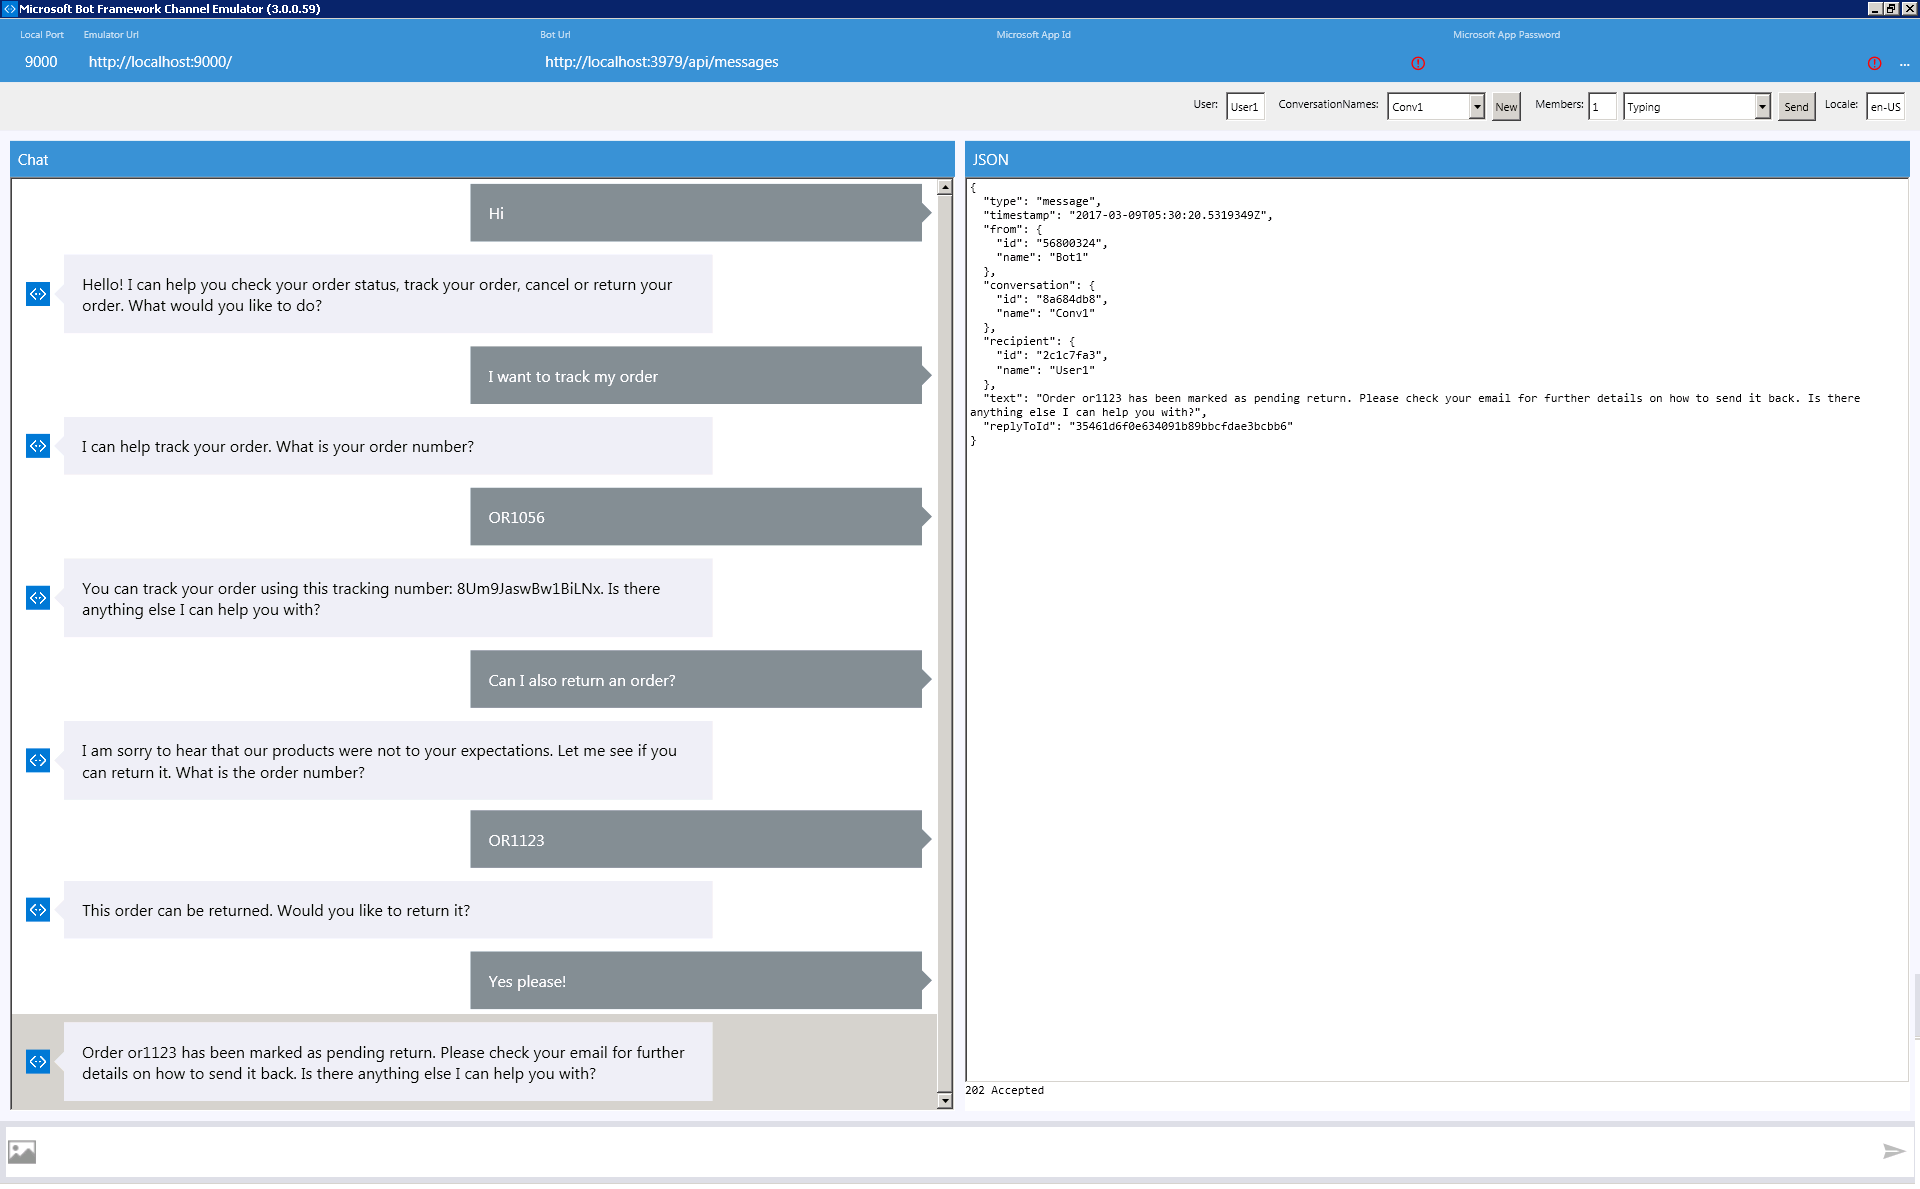 Microsoft Bot Framework Channel Emulator (3.0.0.59)
Local Port Emulator Url Bot Url Microsoft App Id Microsoft App Password
9000 http://localhost:9000/ http://localhost:3979/api/messages ...
User: User1 ConversationNames: Conv1 New Members: 1 Typing Send Locale: en-US
Chat
Hi
Hello! I can help you check your order status, track your order, cancel or return your
order. What would you like to do?
I want to track my order
I can help track your order. What is your order number?
OR1056
You can track your order using this tracking number: 8Um9JaswBw1BiLNx. Is there
anything else I can help you with?
Can I also return an order?
I am sorry to hear that our products were not to your expectations. Let me see if you
can return it. What is the order number?
OR1123
This order can be returned. Would you like to return it?
Yes please!
Order or1123 has been marked as pending return. Please check your email for further
details on how to send it back. Is there anything else I can help you with?
JSON
{
"type": "message",
"timestamp": "2017-03-09T05:30:20.5319349Z",
"from": {
"id": "56800324",
"name": "Bot1"
},
"conversation": {
"id": "8a684db8",
"name": "Conv1"
},
"recipient": {
"id": "2c1c7fa3",
"name": "User1"
},
"text": "Order or1123 has been marked as pending return. Please check your email for further details on how to send it back. Is there
anything else I can help you with?",
"replyToId": "35461d6f0e634091b89bbcfdae3bcbb6"
}
202 Accepted